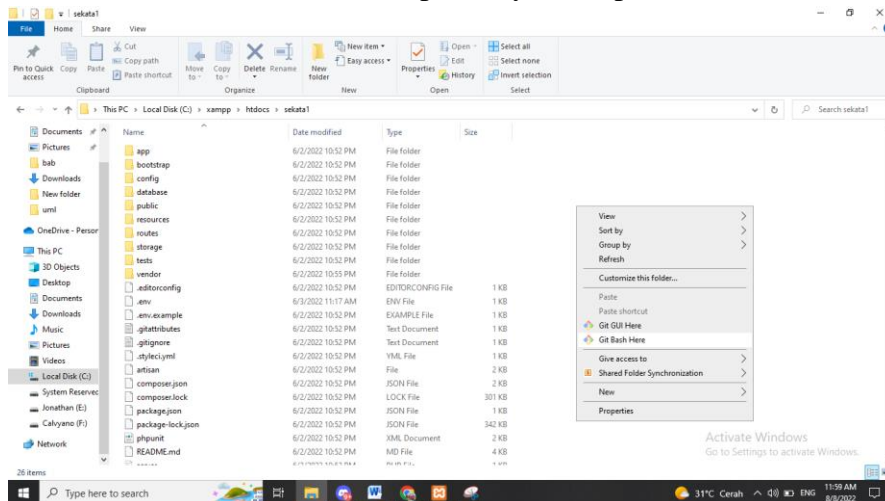 sekata1
File Home Share View
Pin to Quick access
Copy
Paste
Cut
Copy path
Paste shortcut
Move to
Copy to
Delete
Rename
New folder
New item
Easy access
Properties
Open
Edit
History
Select all
Select none
Invert selection
Clipboard Organize New Open Select
This PC > Local Disk (C:) > xampp > htdocs > sekata1
Search sekata1
Documents
Pictures
bab
Downloads
New folder
uml
OneDrive - Person
This PC
3D Objects
Desktop
Documents
Downloads
Music
Pictures
Videos
Local Disk (C:)
System Reserved
Jonathan (E:)
Calvyano (F:)
Network
Name Date modified Type Size
app 6/2/2022 10:52 PM File folder
bootstrap 6/2/2022 10:52 PM File folder
config 6/2/2022 10:52 PM File folder
database 6/2/2022 10:52 PM File folder
public 6/2/2022 10:52 PM File folder
resources 6/2/2022 10:52 PM File folder
routes 6/2/2022 10:52 PM File folder
storage 6/2/2022 10:52 PM File folder
tests 6/2/2022 10:52 PM File folder
vendor 6/2/2022 10:55 PM File folder
.editorconfig 6/2/2022 10:52 PM EDITORCONFIG File 1 KB
.env 6/3/2022 11:17 AM ENV File 1 KB
.env.example 6/2/2022 10:52 PM EXAMPLE File 1 KB
.gitattributes 6/2/2022 10:52 PM Text Document 1 KB
.gitignore 6/2/2022 10:52 PM Text Document 1 KB
.styleci.yml 6/2/2022 10:52 PM YML File 1 KB
artisan 6/2/2022 10:52 PM File 2 KB
composer.json 6/2/2022 10:52 PM JSON File 2 KB
composer.lock 6/2/2022 10:52 PM LOCK File 301 KB
package.json 6/2/2022 10:52 PM JSON File 1 KB
package-lock.json 6/2/2022 10:52 PM JSON File 342 KB
phpunit 6/2/2022 10:52 PM XML Document 2 KB
README.md 6/2/2022 10:52 PM MD File 4 KB
View
Sort by
Group by
Refresh
Customize this folder...
Paste
Paste shortcut
Git GUI Here
Git Bash Here
Give access to
Shared Folder Synchronization
New
Properties
Activate Windows
Go to Settings to activate Windows.
26 items
Type here to search
31°C Cerah
ENG
11:59 AM
8/8/2022